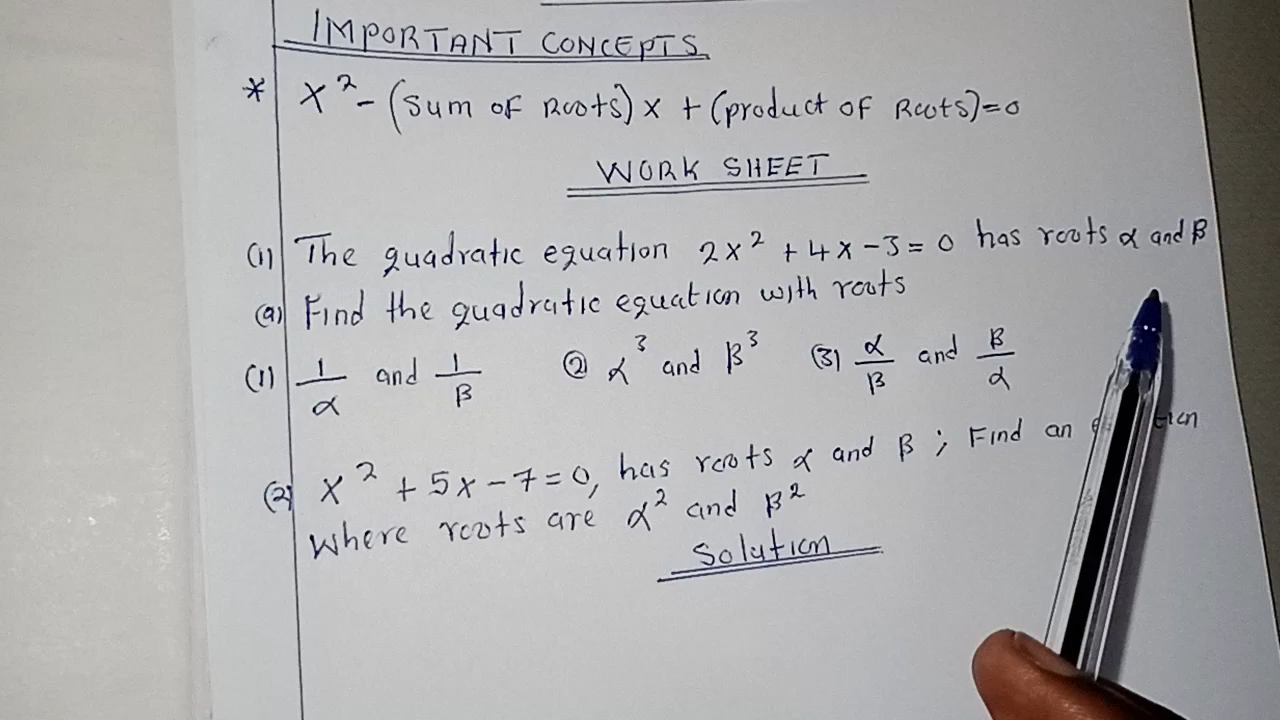 IMPORTANT CONCEPTS
* x² - (Sum of Roots) x + (product of Roots) = 0
WORK SHEET
(1) The quadratic equation 2x² + 4x - 3 = 0 has roots α and β
(a) Find the quadratic equation with roots
(1) 1/α and 1/β (2) α³ and β³ (3) α/β and β/α
(2) x² + 5x - 7 = 0, has roots α and β ; Find an
where roots are α² and β²
Solution